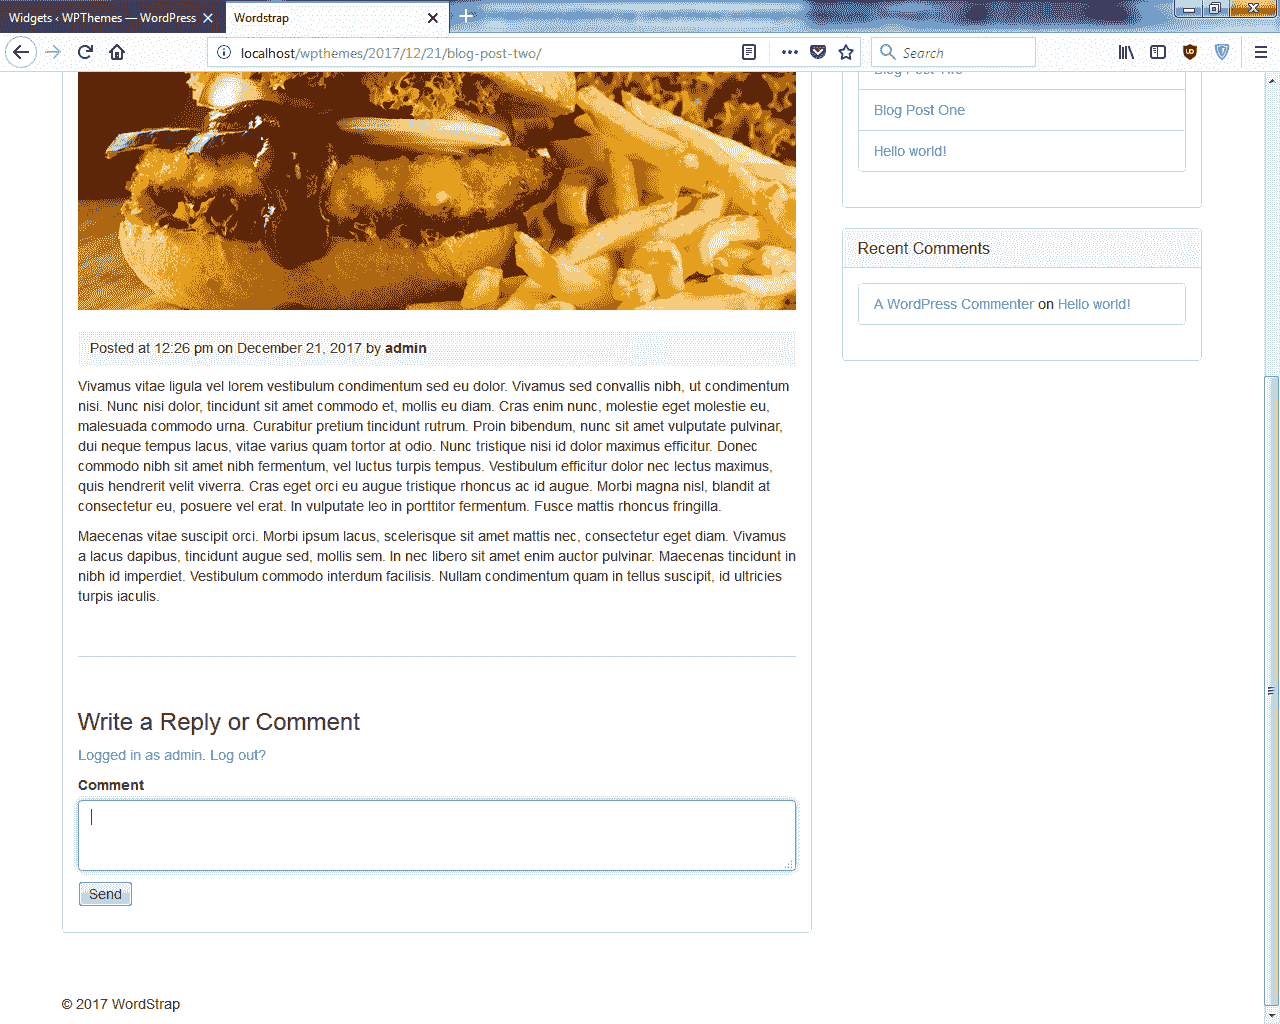 Widgets ‹ WPThemes — WordPress
Wordstrap
localhost/wpthemes/2017/12/21/blog-post-two/
Search
Blog Post Two
Blog Post One
Hello world!
Recent Comments
A WordPress Commenter on Hello world!
Posted at 12:26 pm on December 21, 2017 by admin
Vivamus vitae ligula vel lorem vestibulum condimentum sed eu dolor. Vivamus sed convallis nibh, ut condimentum
nisi. Nunc nisi dolor, tincidunt sit amet commodo et, mollis eu diam. Cras enim nunc, molestie eget molestie eu,
malesuada commodo urna. Curabitur pretium tincidunt rutrum. Proin bibendum, nunc sit amet vulputate pulvinar,
dui neque tempus lacus, vitae varius quam tortor at odio. Nunc tristique nisi id dolor maximus efficitur. Donec
commodo nibh sit amet nibh fermentum, vel luctus turpis tempus. Vestibulum efficitur dolor nec lectus maximus,
quis hendrerit velit viverra. Cras eget orci eu augue tristique rhoncus ac id augue. Morbi magna nisl, blandit at
consectetur eu, posuere vel erat. In vulputate leo in porttitor fermentum. Fusce mattis rhoncus fringilla.
Maecenas vitae suscipit orci. Morbi ipsum lacus, scelerisque sit amet mattis nec, consectetur eget diam. Vivamus
a lacus dapibus, tincidunt augue sed, mollis sem. In nec libero sit amet enim auctor pulvinar. Maecenas tincidunt in
nibh id imperdiet. Vestibulum commodo interdum facilisis. Nullam condimentum quam in tellus suscipit, id ultricies
turpis iaculis.
Write a Reply or Comment
Logged in as admin. Log out?
Comment
Send
© 2017 WordStrap